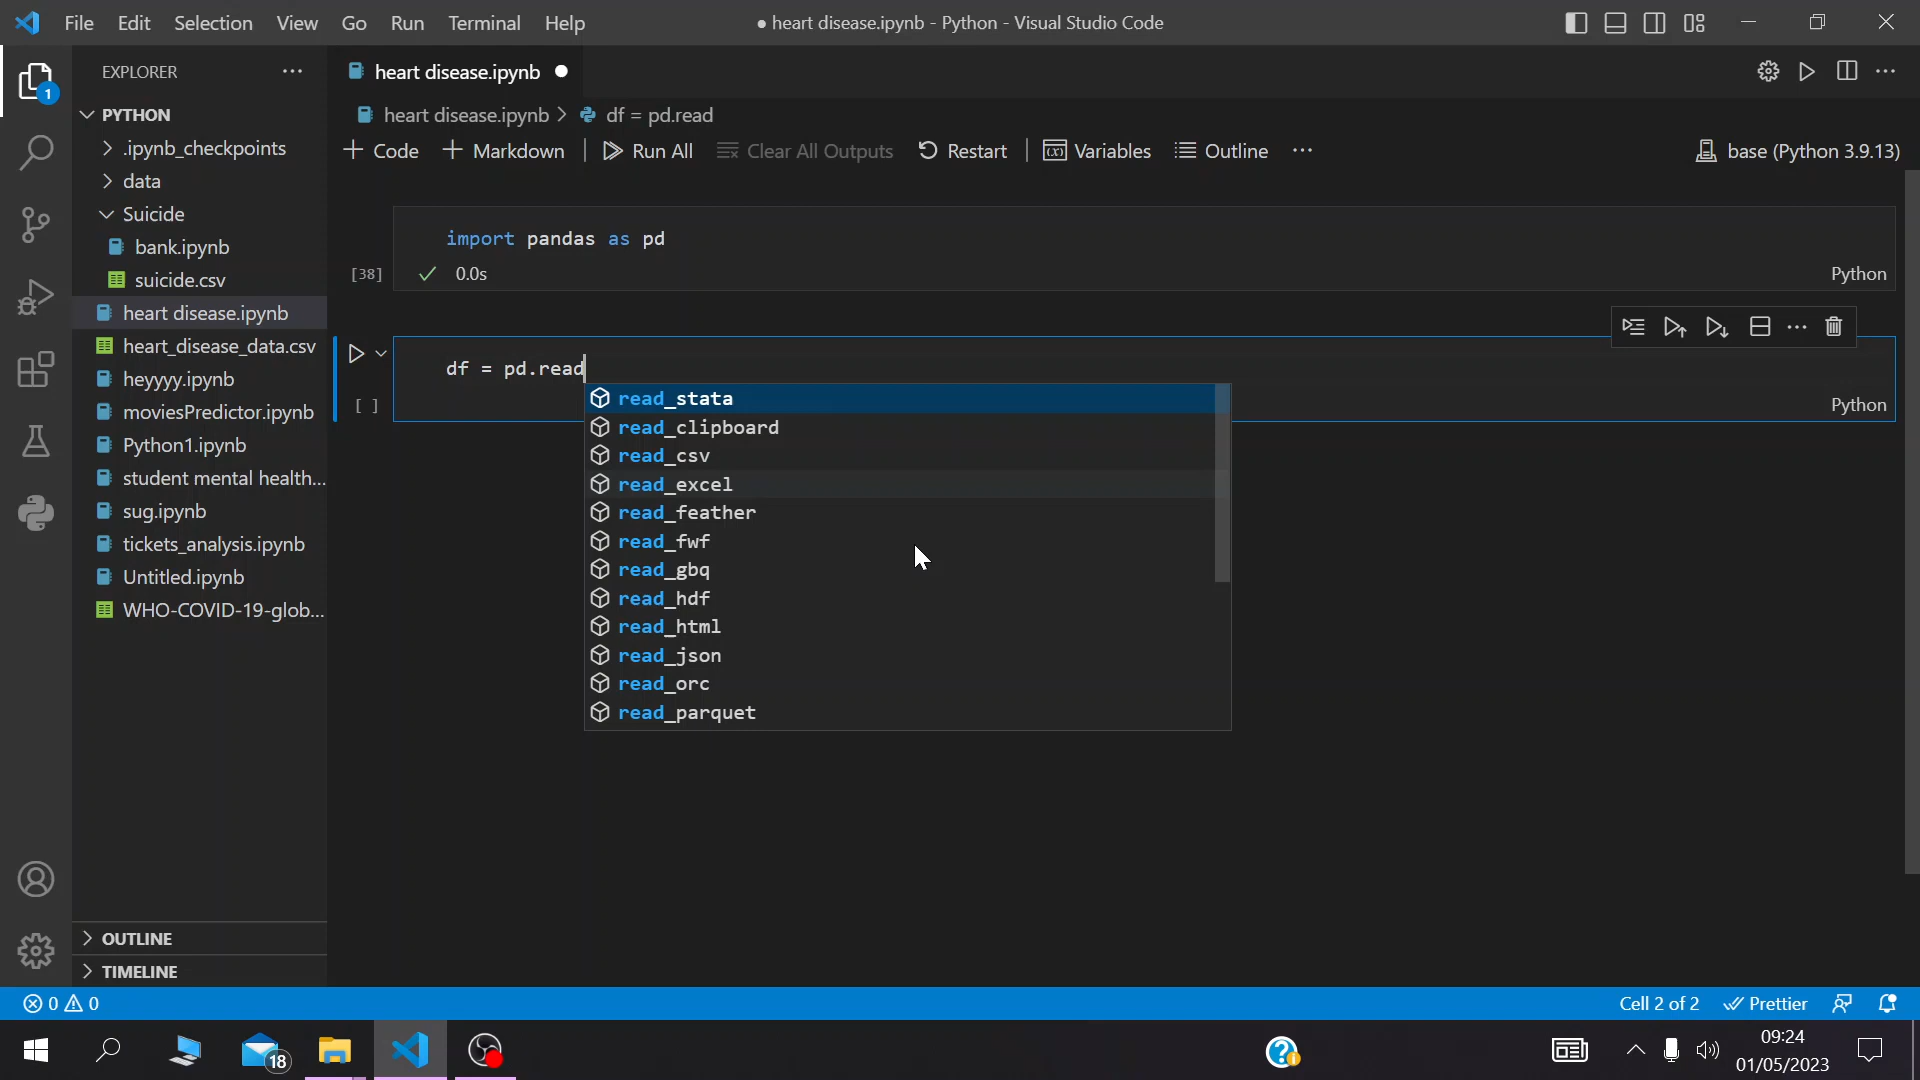 File Edit Selection View Go Run Terminal Help
● heart disease.ipynb - Python - Visual Studio Code
EXPLORER
1
PYTHON
.ipynb_checkpoints
data
Suicide
bank.ipynb
suicide.csv
heart disease.ipynb
heart_disease_data.csv
heyyyy.ipynb
moviesPredictor.ipynb
Python1.ipynb
student mental health...
sug.ipynb
tickets_analysis.ipynb
Untitled.ipynb
WHO-COVID-19-glob...
OUTLINE
TIMELINE
heart disease.ipynb
heart disease.ipynb > df = pd.read
+ Code + Markdown Run All Clear All Outputs Restart Variables Outline ...
base (Python 3.9.13)
import pandas as pd
[38] 0.0s Python
df = pd.read
[ ] Python
read_stata
read_clipboard
read_csv
read_excel
read_feather
read_fwf
read_gbq
read_hdf
read_html
read_json
read_orc
read_parquet
0 0 Cell 2 of 2 Prettier
18
09:24
01/05/2023